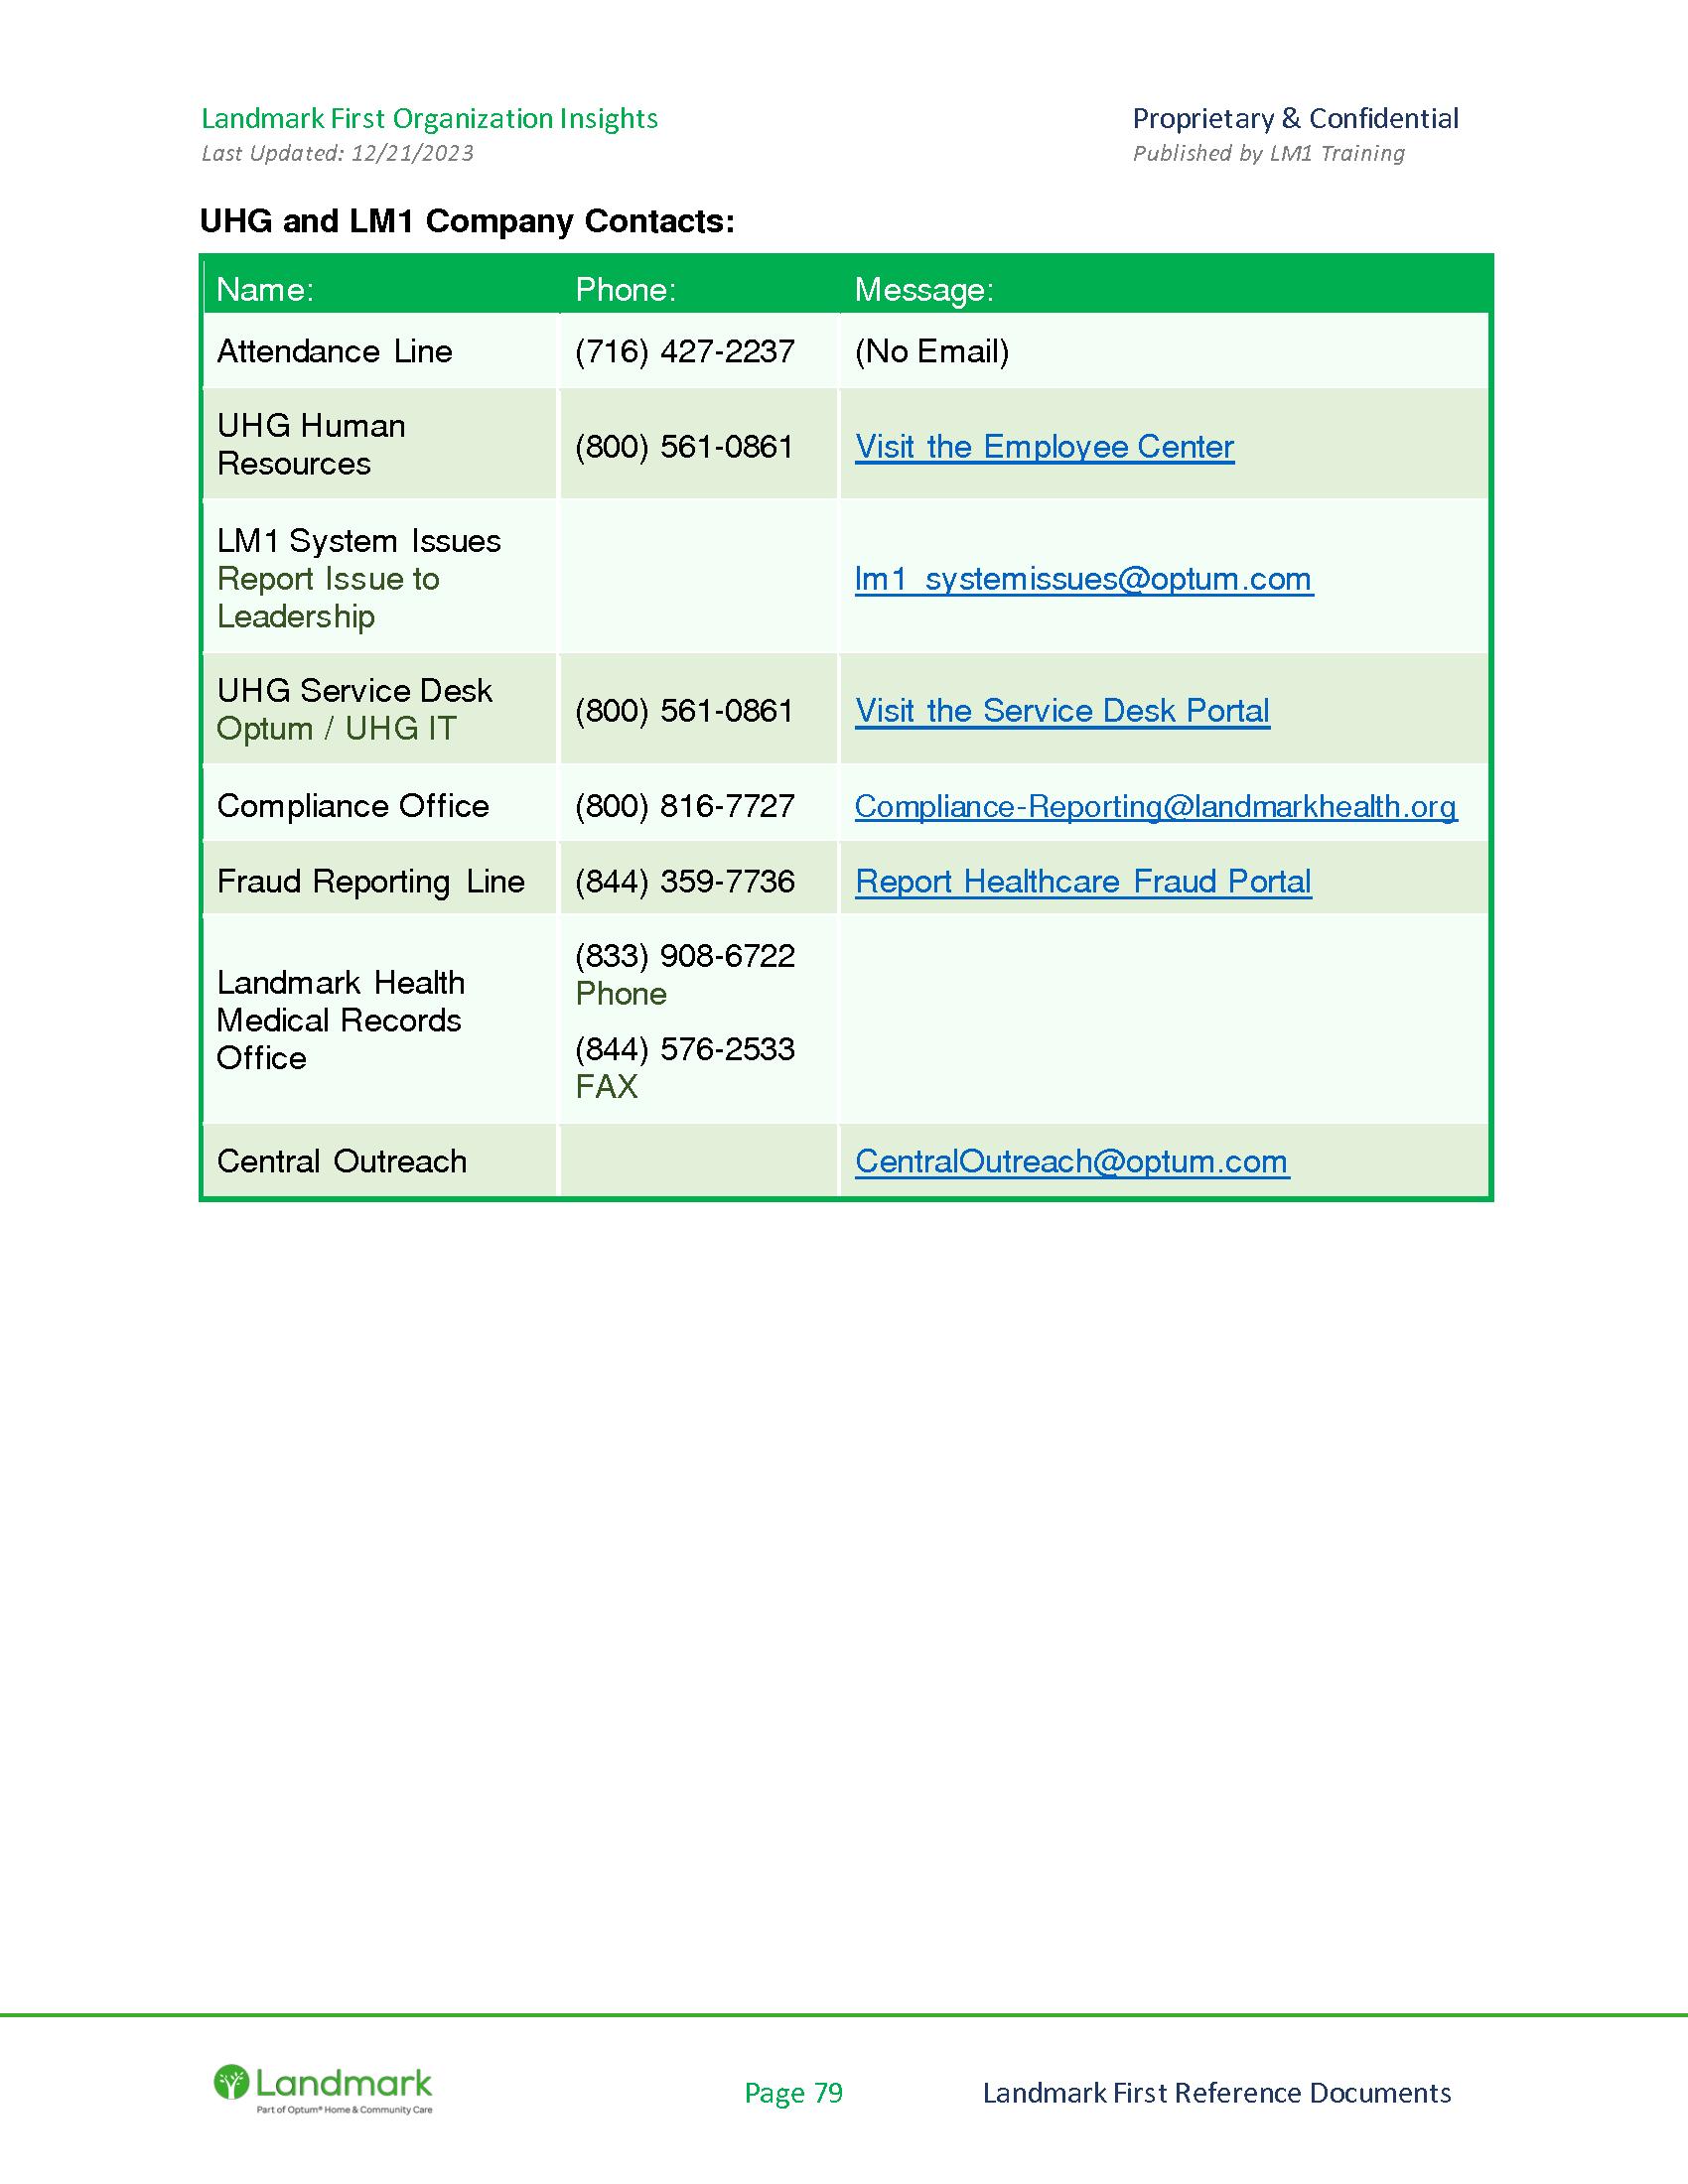 Landmark First Organization Insights
Proprietary & Confidential
Last Updated: 12/21/2023
Published by LM1 Training
UHG and LM1 Company Contacts:
Name: Phone: Message:
Attendance Line (716) 427-2237 (No Email)
UHG Human
Resources
(800) 561-0861
Visit the Employee Center
LM1 System Issues
Report Issue to
Leadership
lm1_systemissues@optum.com
UHG Service Desk
Optum / UHG IT
(800) 561-0861
Visit the Service Desk Portal
Compliance Office (800) 816-7727 Compliance-Reporting@landmarkhealth.org
Fraud Reporting Line (844) 359-7736 Report Healthcare Fraud Portal
Landmark Health
Medical Records
Office
(833) 908-6722
Phone
(844) 576-2533
FAX
Central Outreach CentralOutreach@optum.com
Landmark
Part of Optum® Home & Community Care
Page 79
Landmark First Reference Documents